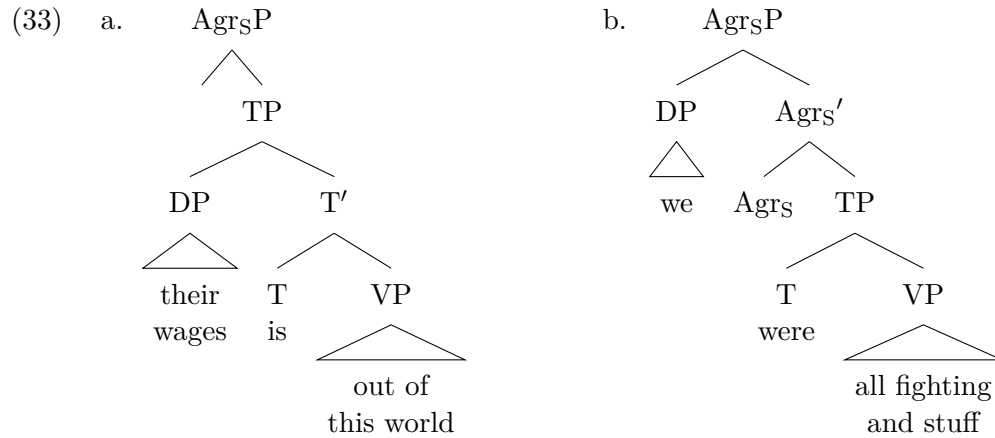 (33) a. AgrSP b. AgrSP
TP DP AgrS′
DP T′ we AgrS TP
their T VP T VP
wages is were
out of all fighting
this world and stuff